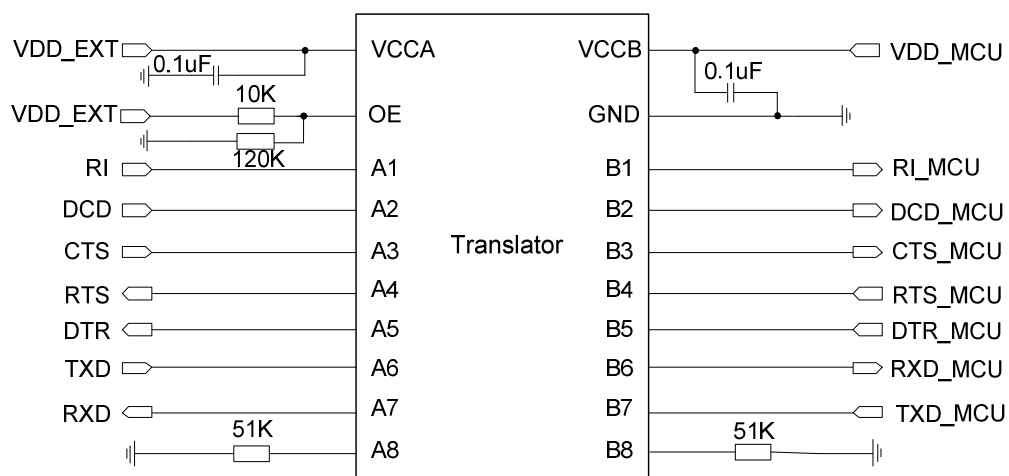 VDD_EXT VCCA VCCB VDD_MCU
0.1uF 0.1uF
10K
VDD_EXT OE GND
120K
RI A1 B1 RI_MCU
DCD A2 B2 DCD_MCU
Translator
CTS A3 B3 CTS_MCU
RTS A4 B4 RTS_MCU
DTR A5 B5 DTR_MCU
TXD A6 B6 RXD_MCU
RXD A7 B7 TXD_MCU
51K 51K
A8 B8